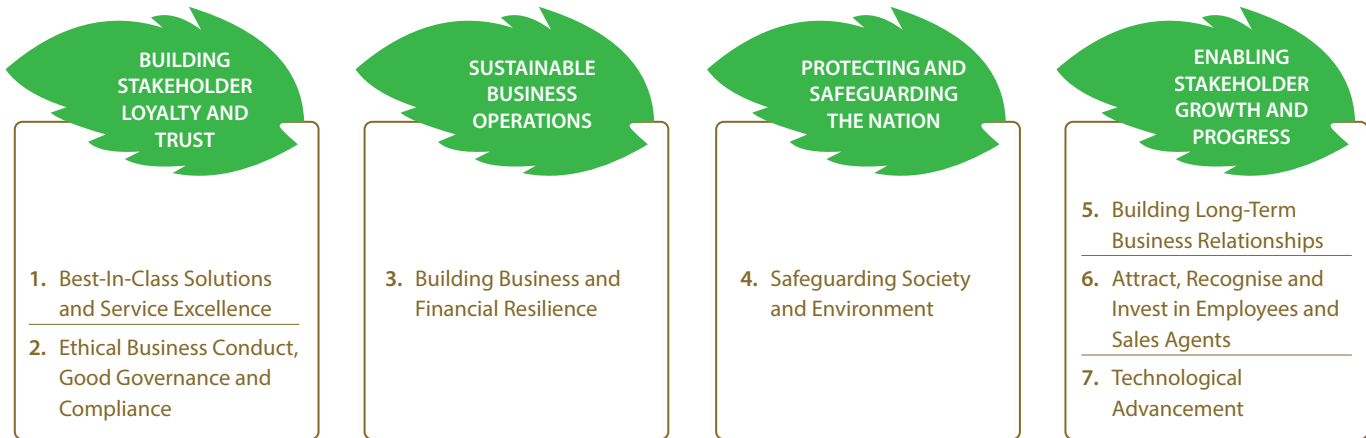 BUILDING
STAKEHOLDER
LOYALTY AND
TRUST
1. Best-In-Class Solutions
and Service Excellence
2. Ethical Business Conduct,
Good Governance and
Compliance
SUSTAINABLE
BUSINESS
OPERATIONS
3. Building Business and
Financial Resilience
PROTECTING AND
SAFEGUARDING
THE NATION
4. Safeguarding Society
and Environment
ENABLING
STAKEHOLDER
GROWTH AND
PROGRESS
5. Building Long-Term
Business Relationships
6. Attract, Recognise and
Invest in Employees and
Sales Agents
7. Technological
Advancement